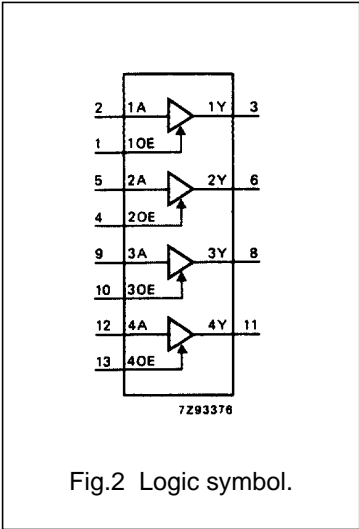 2 1A 1Y 3
1 1OE
5 2A 2Y 6
4 2OE
9 3A 3Y 8
10 3OE
12 4A 4Y 11
13 4OE
7Z93376
Fig.2 Logic symbol.